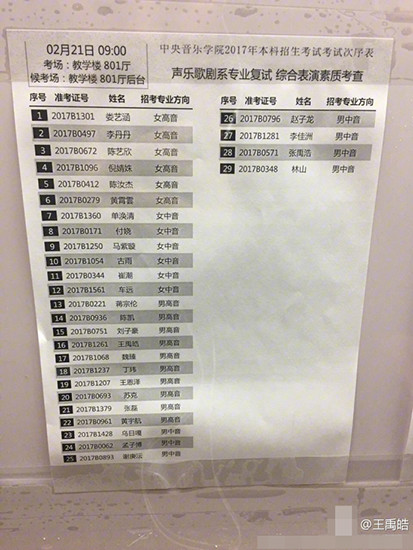 02月21日 09:00
考场：教学楼 801厅
候考场：教学楼 801厅后台
中央音乐学院2017年本科招生考试考试次序表
声乐歌剧系专业复试 综合表演素质考查
序号 准考证号 姓名 招考专业方向
1 2017B1301 娄艺涵 女高音
2 2017B0497 李丹丹 女高音
3 2017B0672 陈艺欣 女高音
4 2017B1096 倪婧姝 女高音
5 2017B0412 陈汝杰 女高音
6 2017B0279 黄霄雲 女高音
7 2017B1360 单涣清 女中音
8 2017B0171 付晓 女中音
9 2017B1250 马紫璇 女中音
10 2017B1054 古雨 女中音
11 2017B0344 崔潮 女中音
12 2017B1561 车远 女中音
13 2017B0221 蒋宗伦 男高音
14 2017B0936 陈凯 男高音
15 2017B0751 刘子豪 男高音
16 2017B1261 王禹皓 男高音
17 2017B1068 魏臻 男高音
18 2017B1237 丁玮 男高音
19 2017B1207 王恩泽 男高音
20 2017B0693 苏克 男高音
21 2017B1379 张磊 男高音
22 2017B0961 黄宇航 男高音
23 2017B1428 乌日嘎 男中音
24 2017B0062 孟子博 男中音
25 2017B0893 谢庚沄 男中音
序号 准考证号 姓名 招考专业方向
26 2017B0796 赵子龙 男中音
27 2017B1281 李佳洲 男中音
28 2017B0571 张禹浩 男中音
29 2017B0348 林山 男中音
@王禹皓